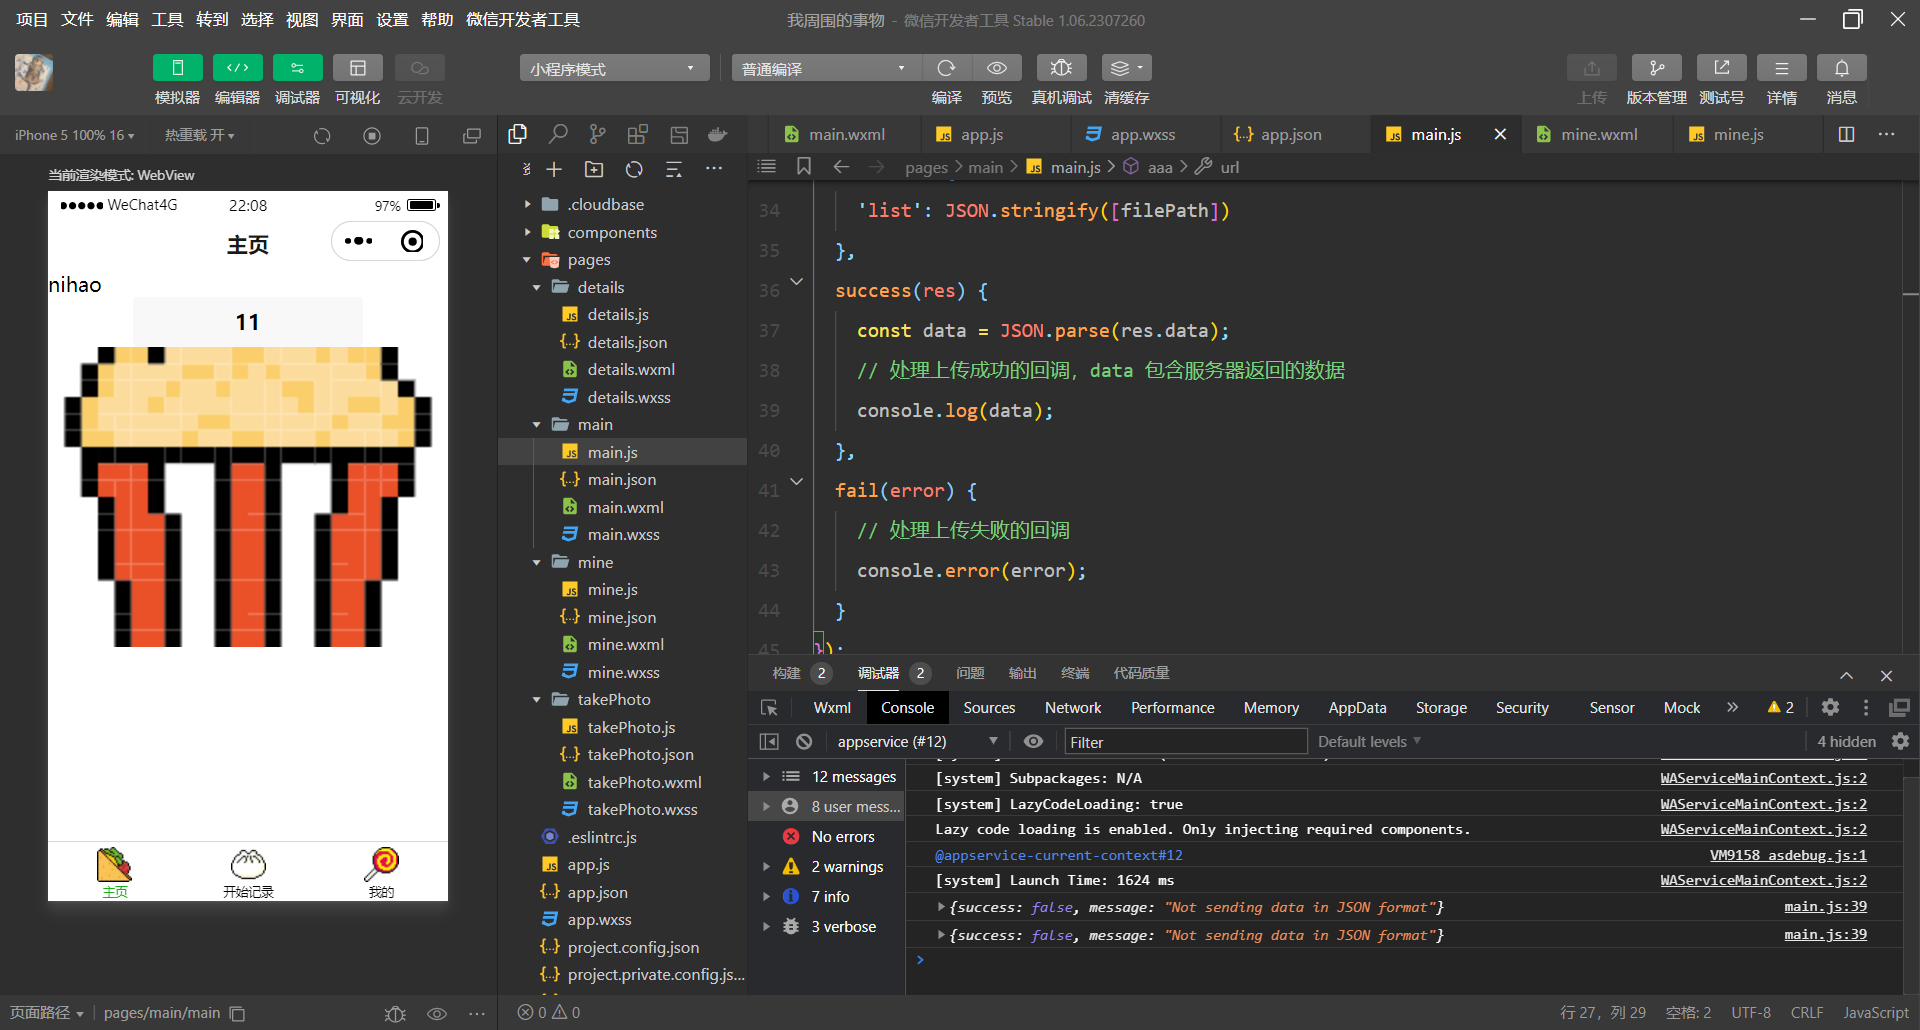 项目 文件 编辑 工具 转到 选择 视图 界面 设置 帮助 微信开发者工具
我周围的事物 - 微信开发者工具 Stable 1.06.2307260
模拟器 编辑器 调试器 可视化 云开发
小程序模式
普通编译
编译 预览 真机调试 清缓存
上传 版本管理 测试号 详情 消息
iPhone 5 100% 16
热重载 开
当前渲染模式: WebView
WeChat4G
22:08
97%
主页
nihao
11
主页
开始记录
我的
页面路径
pages/main/main
.cloudbase
components
pages
details
details.js
details.json
details.wxml
details.wxss
main
main.js
main.json
main.wxml
main.wxss
mine
mine.js
mine.json
mine.wxml
mine.wxss
takePhoto
takePhoto.js
takePhoto.json
takePhoto.wxml
takePhoto.wxss
.eslintrc.js
app.js
app.json
app.wxss
project.config.json
project.private.config.js...
main.wxml app.js app.wxss app.json main.js mine.wxml mine.js
pages > main > main.js > aaa > url
34 'list': JSON.stringify([filePath])
35 },
36 success(res) {
37 const data = JSON.parse(res.data);
38 // 处理上传成功的回调, data 包含服务器返回的数据
39 console.log(data);
40 },
41 fail(error) {
42 // 处理上传失败的回调
43 console.error(error);
44 }
45 });
构建 2 调试器 2 问题 输出 终端 代码质量
Wxml Console Sources Network Performance Memory AppData Storage Security Sensor Mock 2
appservice (#12)
Filter
Default levels
4 hidden
12 messages
8 user mess...
No errors
2 warnings
7 info
3 verbose
[system] Subpackages: N/A WAServiceMainContext.js:2
[system] LazyCodeLoading: true WAServiceMainContext.js:2
Lazy code loading is enabled. Only injecting required components. WAServiceMainContext.js:2
@appservice-current-context#12 VM9158 asdebug.js:1
[system] Launch Time: 1624 ms WAServiceMainContext.js:2
{success: false, message: "Not sending data in JSON format"} main.js:39
{success: false, message: "Not sending data in JSON format"} main.js:39
0 0
行 27, 列 29 空格: 2 UTF-8 CRLF JavaScript